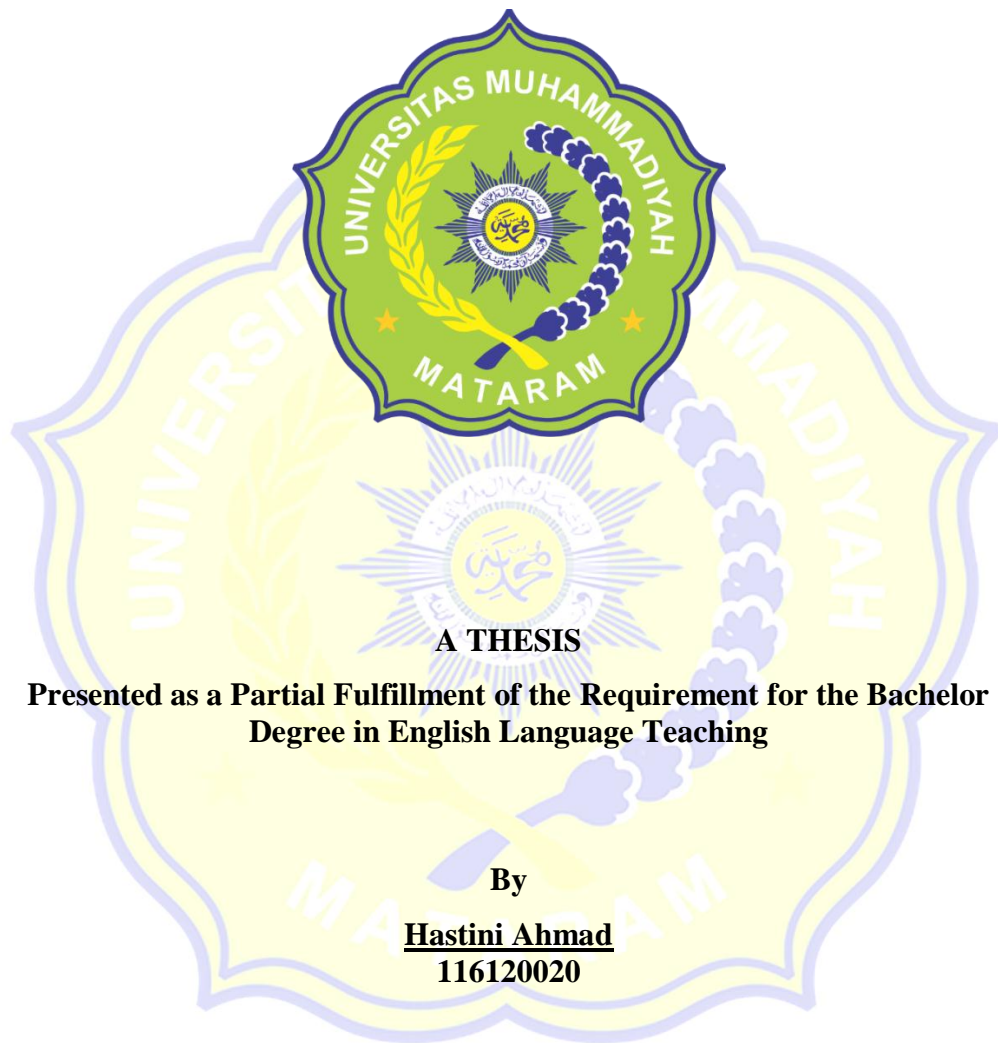 UNIVERSITAS MUHAMMADIYAH
MATARAM
A THESIS
Presented as a Partial Fulfillment of the Requirement for the Bachelor
Degree in English Language Teaching
By
Hastini Ahmad
116120020